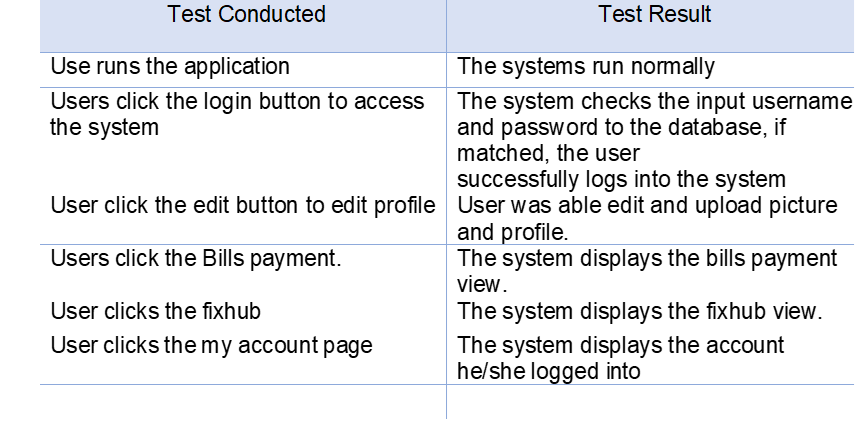 Test Conducted
Test Result
Use runs the application
The systems run normally
Users click the login button to access
the system
The system checks the input username
and password to the database, if
matched, the user
successfully logs into the system
User click the edit button to edit profile
User was able edit and upload picture
and profile.
Users click the Bills payment.
The system displays the bills payment
view.
User clicks the fixhub
The system displays the fixhub view.
User clicks the my account page
The system displays the account
he/she logged into